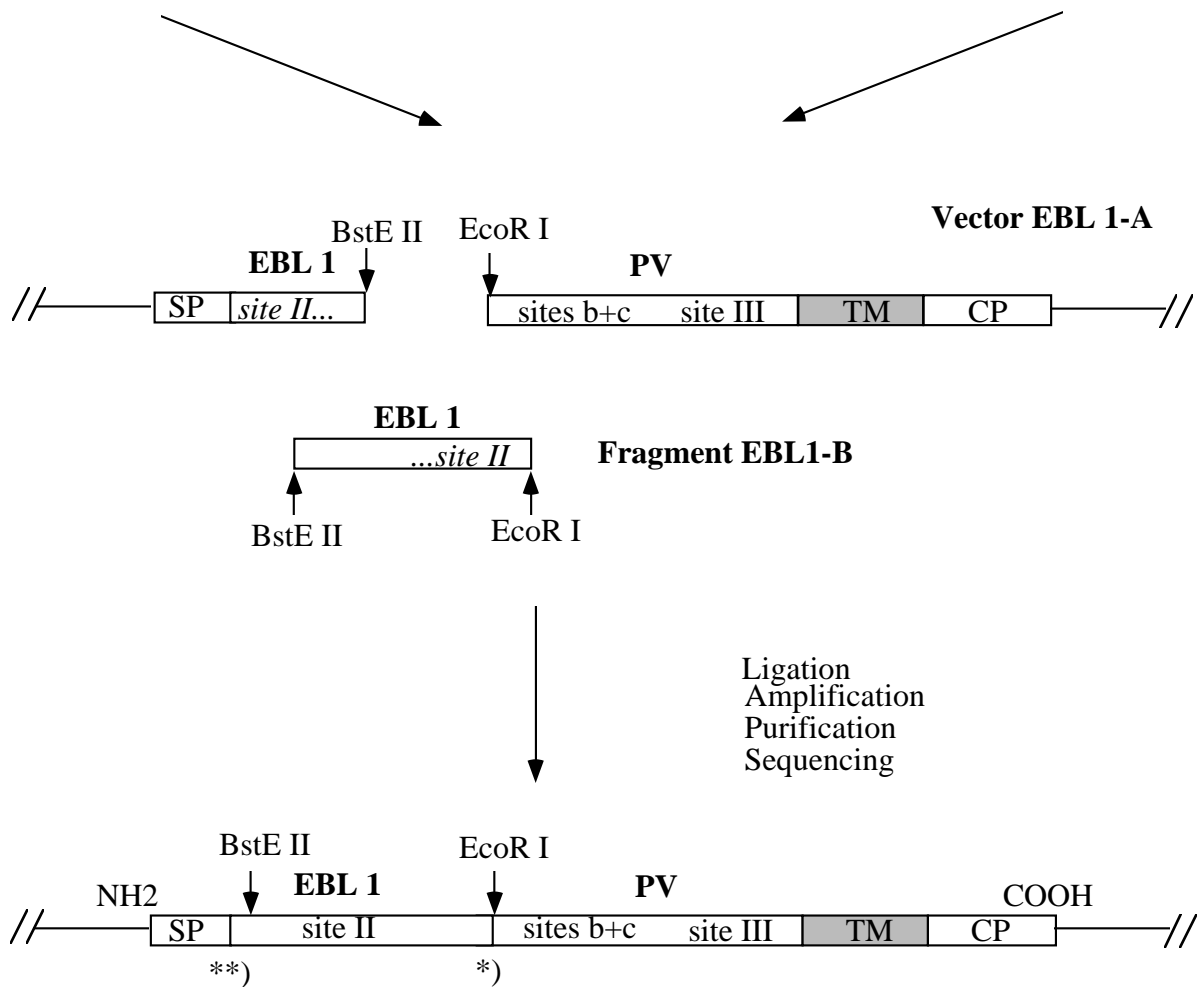 Vector EBL 1-A
BstE II
EcoR I
EBL 1
PV
SP
site II...
sites b+c
site III
TM
CP
EBL 1
...site II
Fragment EBL1-B
BstE II
EcoR I
Ligation
Amplification
Purification
Sequencing
BstE II
EcoR I
NH2
EBL 1
PV
COOH
SP
site II
sites b+c
site III
TM
CP
**)
*)